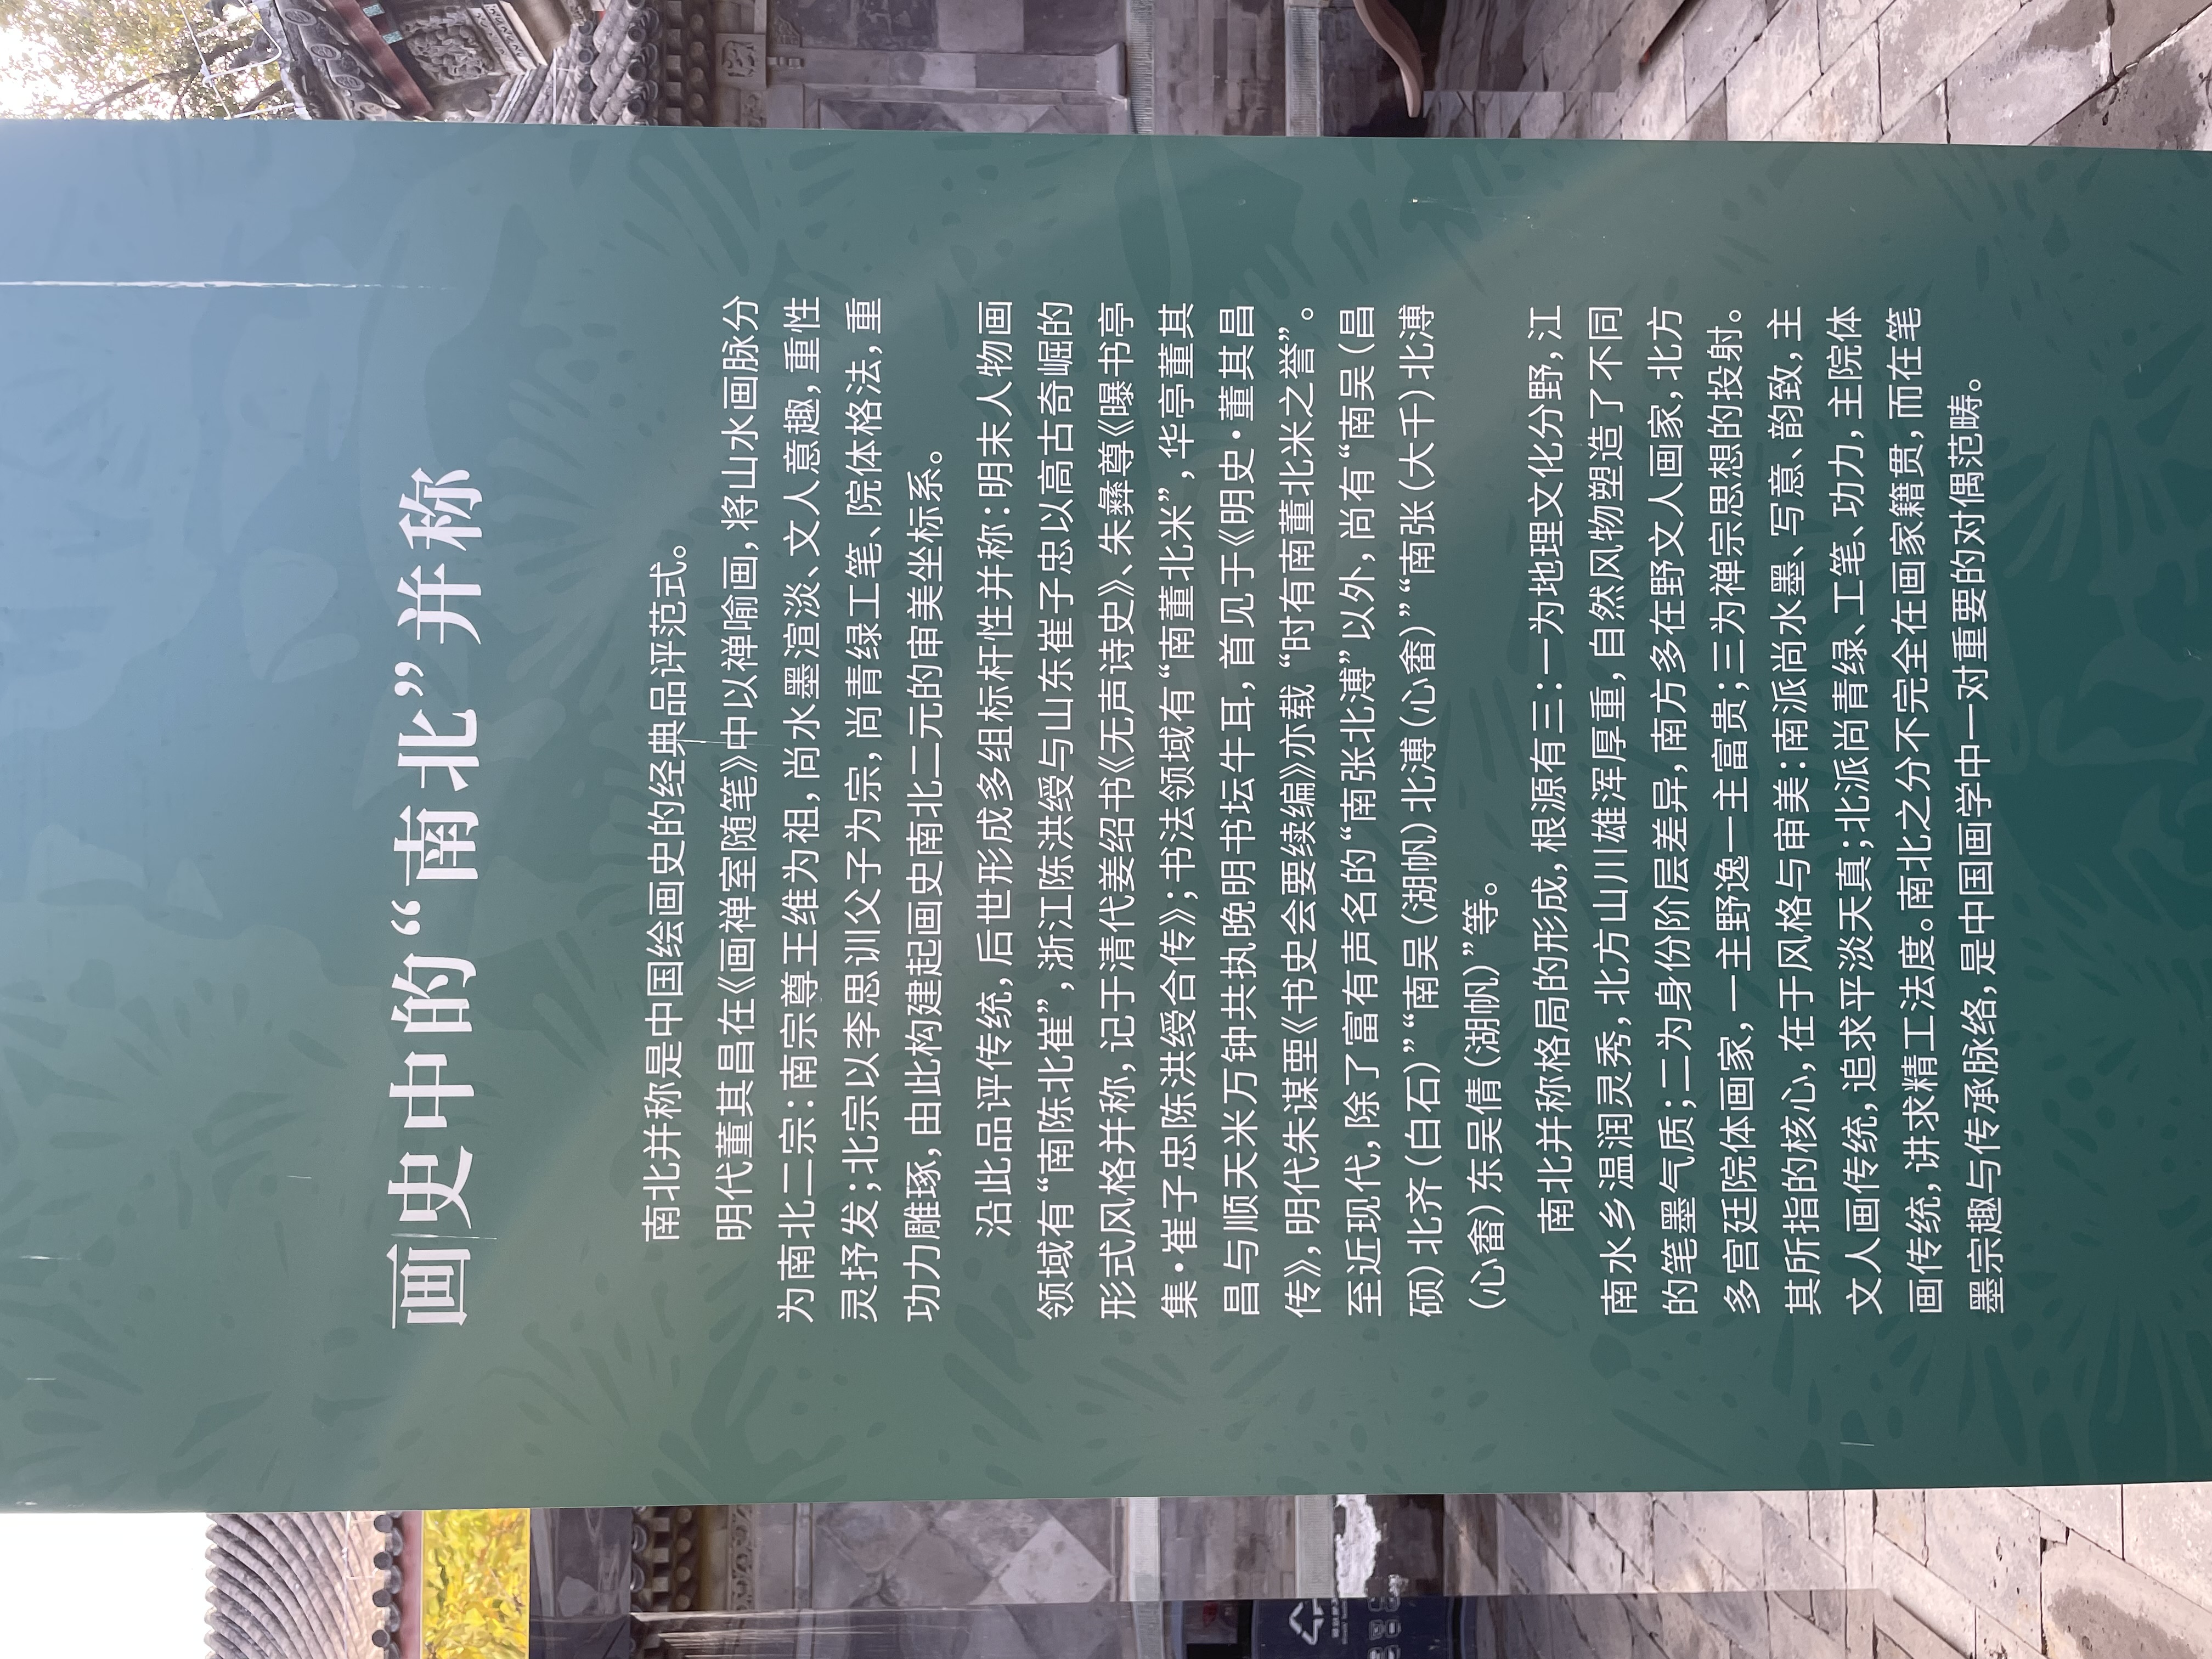 画史中的“南北”并称
南北并称是中国绘画史的经典品评范式。
明代董其昌在《画禅室随笔》中以禅喻画，将山水画脉分
为南北二宗：南宗尊王维为祖，尚水墨渲淡、文人意趣，重性
灵抒发；北宗以李思训父子为宗，尚青绿工笔、院体格法，重
功力雕琢，由此构建起画史南北二元的审美坐标系。
沿此品评传统，后世形成多组标杆性并称：明末人物画
领域有“南陈北崔”，浙江陈洪绶与山东崔子忠以高古奇崛的
形式风格并称，记于清代姜绍书《无声诗史》、朱彝尊《曝书亭
集·崔子忠陈洪绶合传》；书法领域有“南董北米”，华亭董其
昌与顺天米万钟共执晚明书坛牛耳，首见于《明史·董其昌
传》，明代朱谋垔《书史会要续编》亦载 “时有南董北米之誉”。
至近现代，除了富有声名的“南张北溥”以外，尚有“南吴（昌
硕）北齐（白石）”“南吴（湖帆）北溥（心畬）”“南张（大千）北溥
（心畬）东吴倩（湖帆）”等。
南北并称格局的形成，根源有三：一为地理文化分野，江
南水乡温润灵秀，北方山川雄浑厚重，自然风物塑造了不同
的笔墨气质；二为身份阶层差异，南方多在野文人画家，北方
多宫廷院体画家，一主野逸一主富贵；三为禅宗思想的投射。
其所指的核心，在于风格与审美：南派尚水墨、写意、韵致，主
文人画传统，追求平淡天真；北派尚青绿、工笔、功力，主院体
画传统，讲求精工法度。南北之分不完全在画家籍贯，而在笔
墨宗趣与传承脉络，是中国画学中一对重要的对偶范畴。